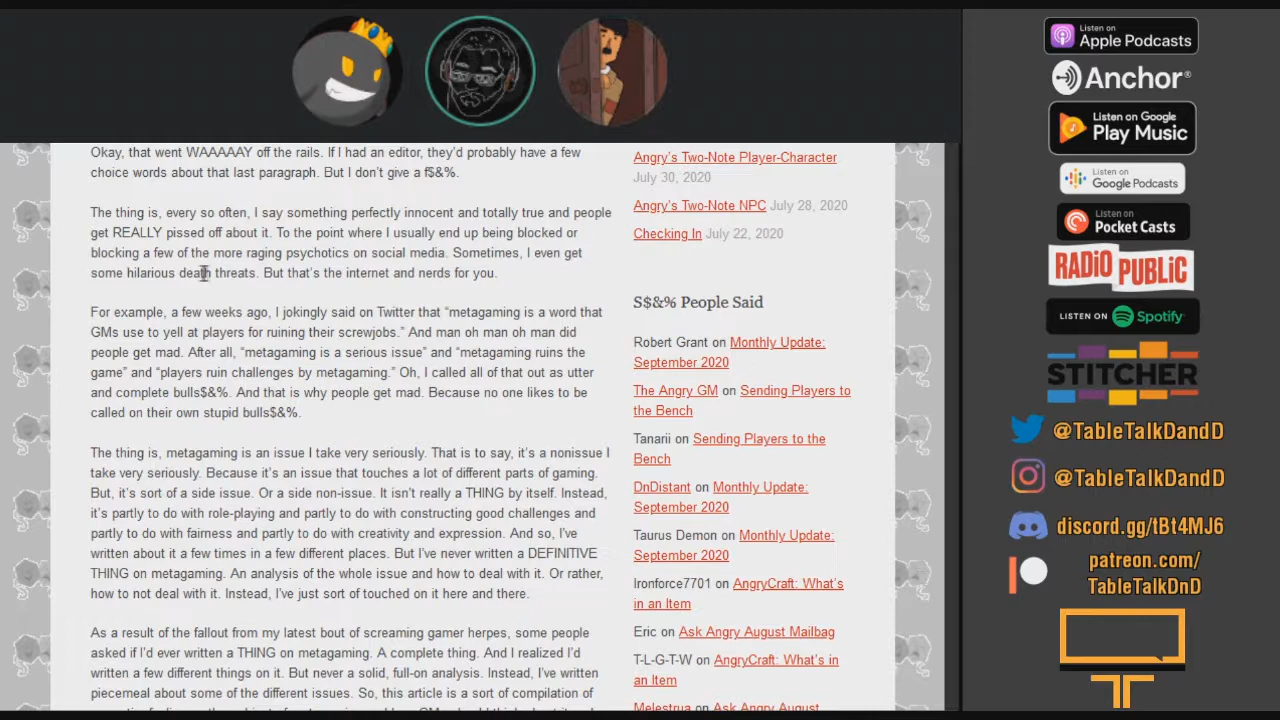 Okay, that went WAAAAAY off the rails. If I had an editor, they'd probably have a few
choice words about that last paragraph. But I don't give a f$&%.
The thing is, every so often, I say something perfectly innocent and totally true and people
get REALLY pissed off about it. To the point where I usually end up being blocked or
blocking a few of the more raging psychotics on social media. Sometimes, I even get
some hilarious death threats. But that's the internet and nerds for you.
For example, a few weeks ago, I jokingly said on Twitter that “metagaming is a word that
GMs use to yell at players for ruining their screwjobs.” And man oh man oh man did
people get mad. After all, “metagaming is a serious issue” and “metagaming ruins the
game” and “players ruin challenges by metagaming.” Oh, I called all of that out as utter
and complete bulls$&%. And that is why people get mad. Because no one likes to be
called on their own stupid bulls$&%.
The thing is, metagaming is an issue I take very seriously. That is to say, it's a nonissue I
take very seriously. Because it's an issue that touches a lot of different parts of gaming.
But, it's sort of a side issue. Or a side non-issue. It isn't really a THING by itself. Instead,
it's partly to do with role-playing and partly to do with constructing good challenges and
partly to do with fairness and partly to do with creativity and expression. And so, I've
written about it a few times in a few different places. But I've never written a DEFINITIVE
THING on metagaming. An analysis of the whole issue and how to deal with it. Or rather,
how to not deal with it. Instead, I've just sort of touched on it here and there.
As a result of the fallout from my latest bout of screaming gamer herpes, some people
asked if I'd ever written a THING on metagaming. A complete thing. And I realized I'd
written a few different things on it. But never a solid, full-on analysis. Instead, I've written
piecemeal about some of the different issues. So, this article is a sort of compilation of
Angry's Two-Note Player-Character
July 30, 2020
Angry's Two-Note NPC July 28, 2020
Checking In July 22, 2020
S$&% People Said
Robert Grant on Monthly Update:
September 2020
The Angry GM on Sending Players to
the Bench
Tanarii on Sending Players to the
Bench
DnDistant on Monthly Update:
September 2020
Taurus Demon on Monthly Update:
September 2020
Ironforce7701 on AngryCraft: What's
in an Item
Eric on Ask Angry August Mailbag
T-L-G-T-W on AngryCraft: What's in
an Item
Melestrua on Ask Angry August
Listen on
Apple Podcasts
Anchor®
Listen on Google
Play Music
Listen on
Google Podcasts
Listen on
Pocket Casts
RADiO
PUBLiC
LISTEN ON Spotify
STITCHER
@TableTalkDandD
@TableTalkDandD
discord.gg/tBt4MJ6
patreon.com/
TableTalkDnD